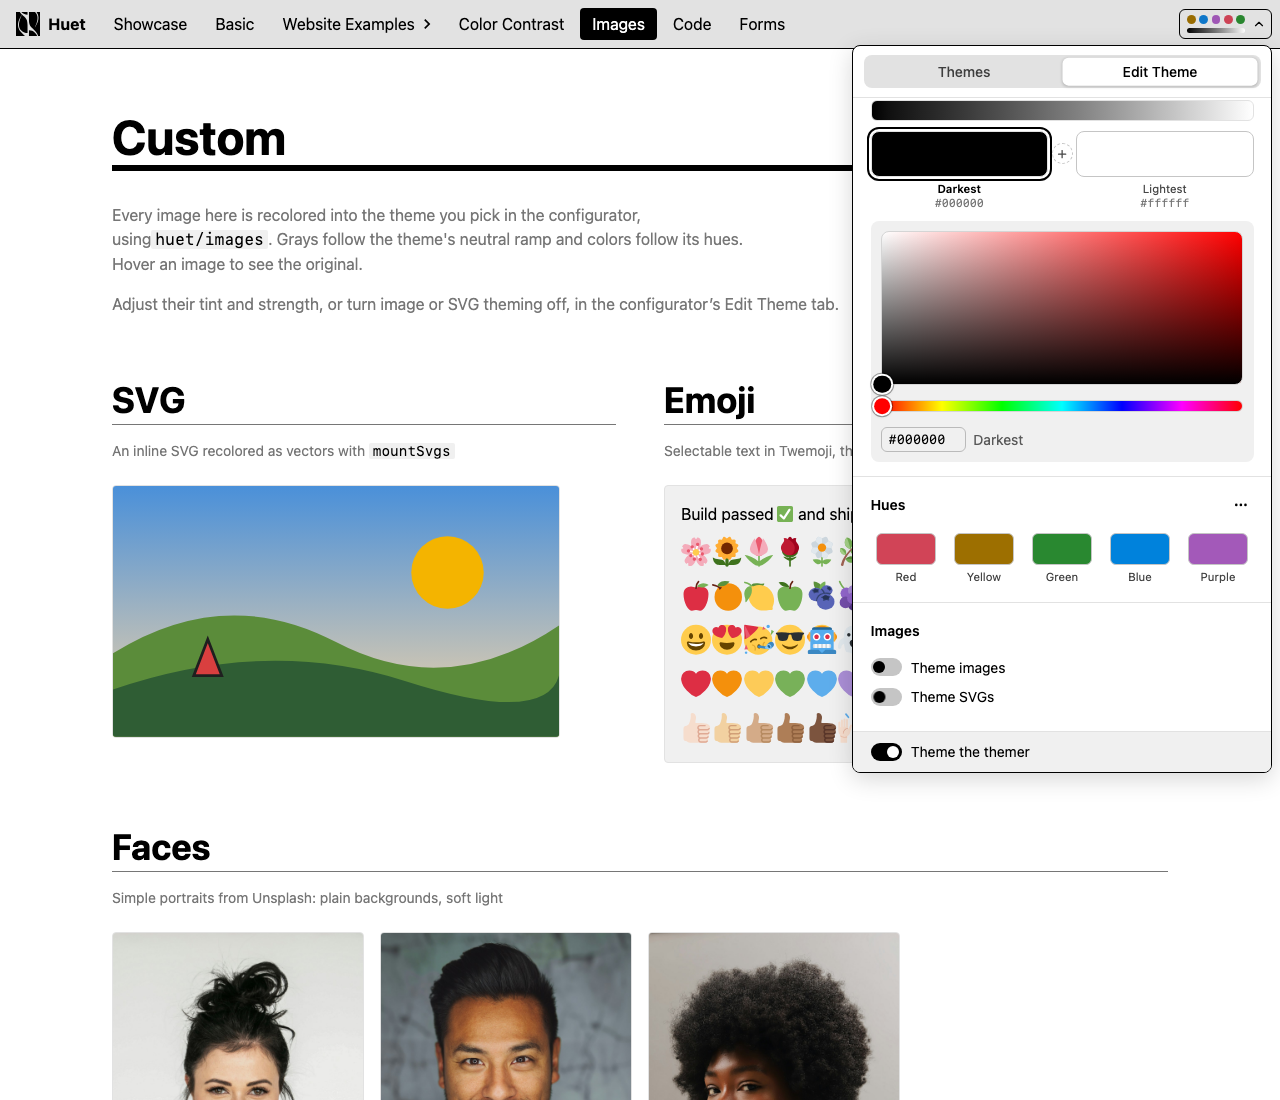 Huet
Showcase
Basic
Website Examples
Color Contrast
Images
Code
Forms
Themes
Edit Theme
Custom
Every image here is recolored into the theme you pick in the configurator,
using huet/images. Grays follow the theme's neutral ramp and colors follow its hues.
Hover an image to see the original.
Adjust their tint and strength, or turn image or SVG theming off, in the configurator’s Edit Theme tab.
Darkest
#000000
Lightest
#ffffff
#000000
Darkest
SVG
An inline SVG recolored as vectors with mountSvgs
Emoji
Selectable text in Twemoji,
Build passed ✅ and
Hues
Red
Yellow
Green
Blue
Purple
Images
Theme images
Theme SVGs
Theme the themer
Faces
Simple portraits from Unsplash: plain backgrounds, soft light